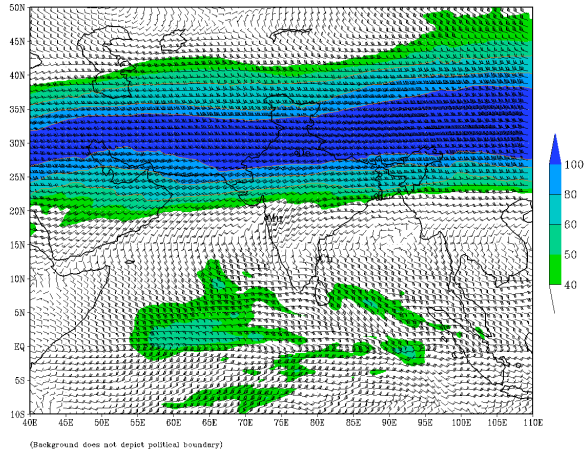 50N
45N
40N
35N
30N
25N
20N
15N
10N
5N
EQ
5S
10S
40E 45E 50E 55E 60E 65E 70E 75E 80E 85E 90E 95E 100E 105E 110E
100
80
60
50
40
(Background does not depict political boundary)